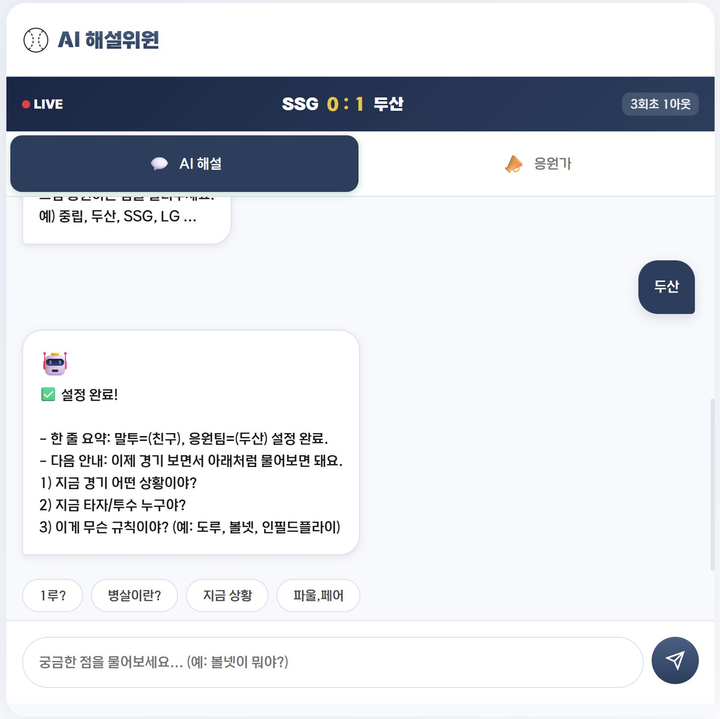 AI 해설위원
LIVE
SSG 0 : 1 두산
3회초 1아웃
AI 해설
응원가
예) 중립, 두산, SSG, LG ...
두산
설정 완료!
- 한 줄 요약: 말투=(친구), 응원팀=(두산) 설정 완료.
- 다음 안내: 이제 경기 보면서 아래처럼 물어보면 돼요.
1) 지금 경기 어떤 상황이야?
2) 지금 타자/투수 누구야?
3) 이게 무슨 규칙이야? (예: 도루, 볼넷, 인필드플라이)
1루?
병살이란?
지금 상황
파울,페어
궁금한 점을 물어보세요... (예: 볼넷이 뭐야?)